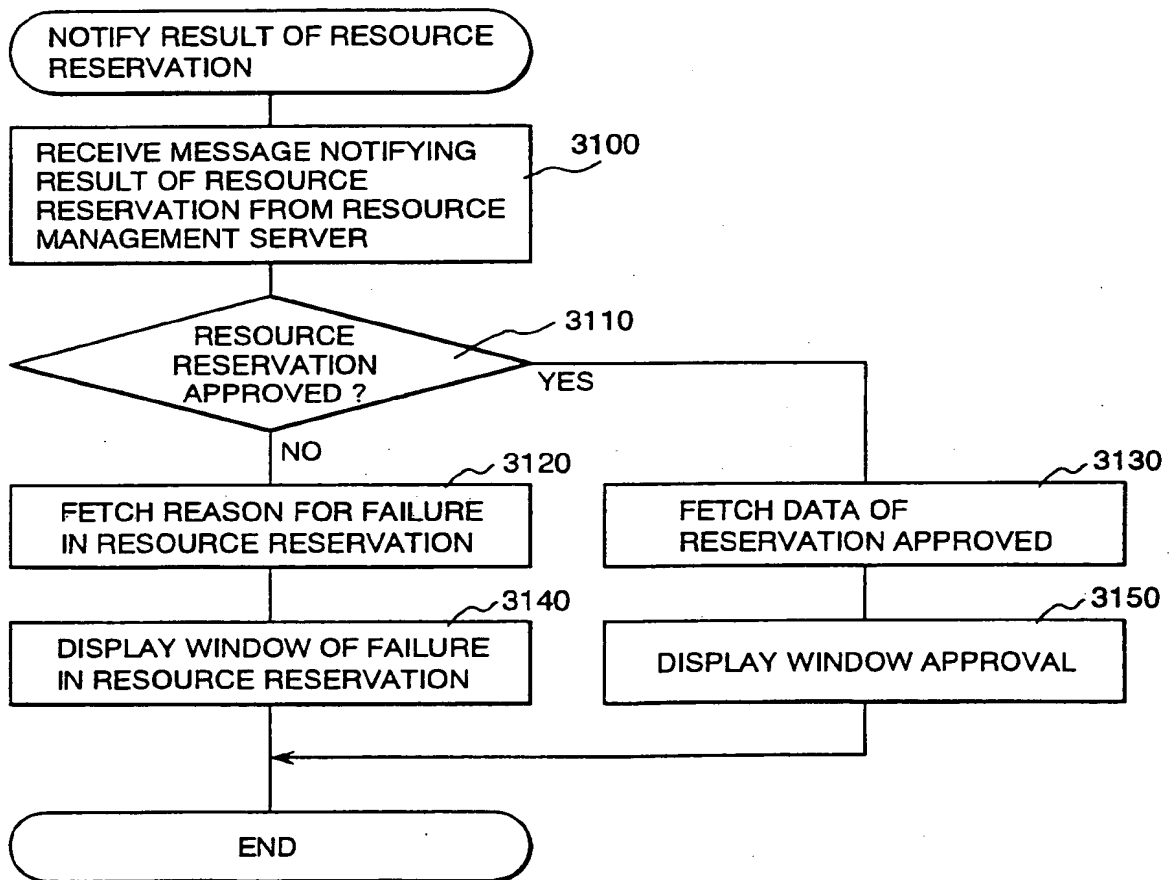 NOTIFY RESULT OF RESOURCE
RESERVATION
3100
RECEIVE MESSAGE NOTIFYING
RESULT OF RESOURCE
RESERVATION FROM RESOURCE
MANAGEMENT SERVER
3110
RESOURCE
RESERVATION
APPROVED ?
YES
NO
3120
FETCH REASON FOR FAILURE
IN RESOURCE RESERVATION
3130
FETCH DATA OF
RESERVATION APPROVED
3140
DISPLAY WINDOW OF FAILURE
IN RESOURCE RESERVATION
3150
DISPLAY WINDOW APPROVAL
END